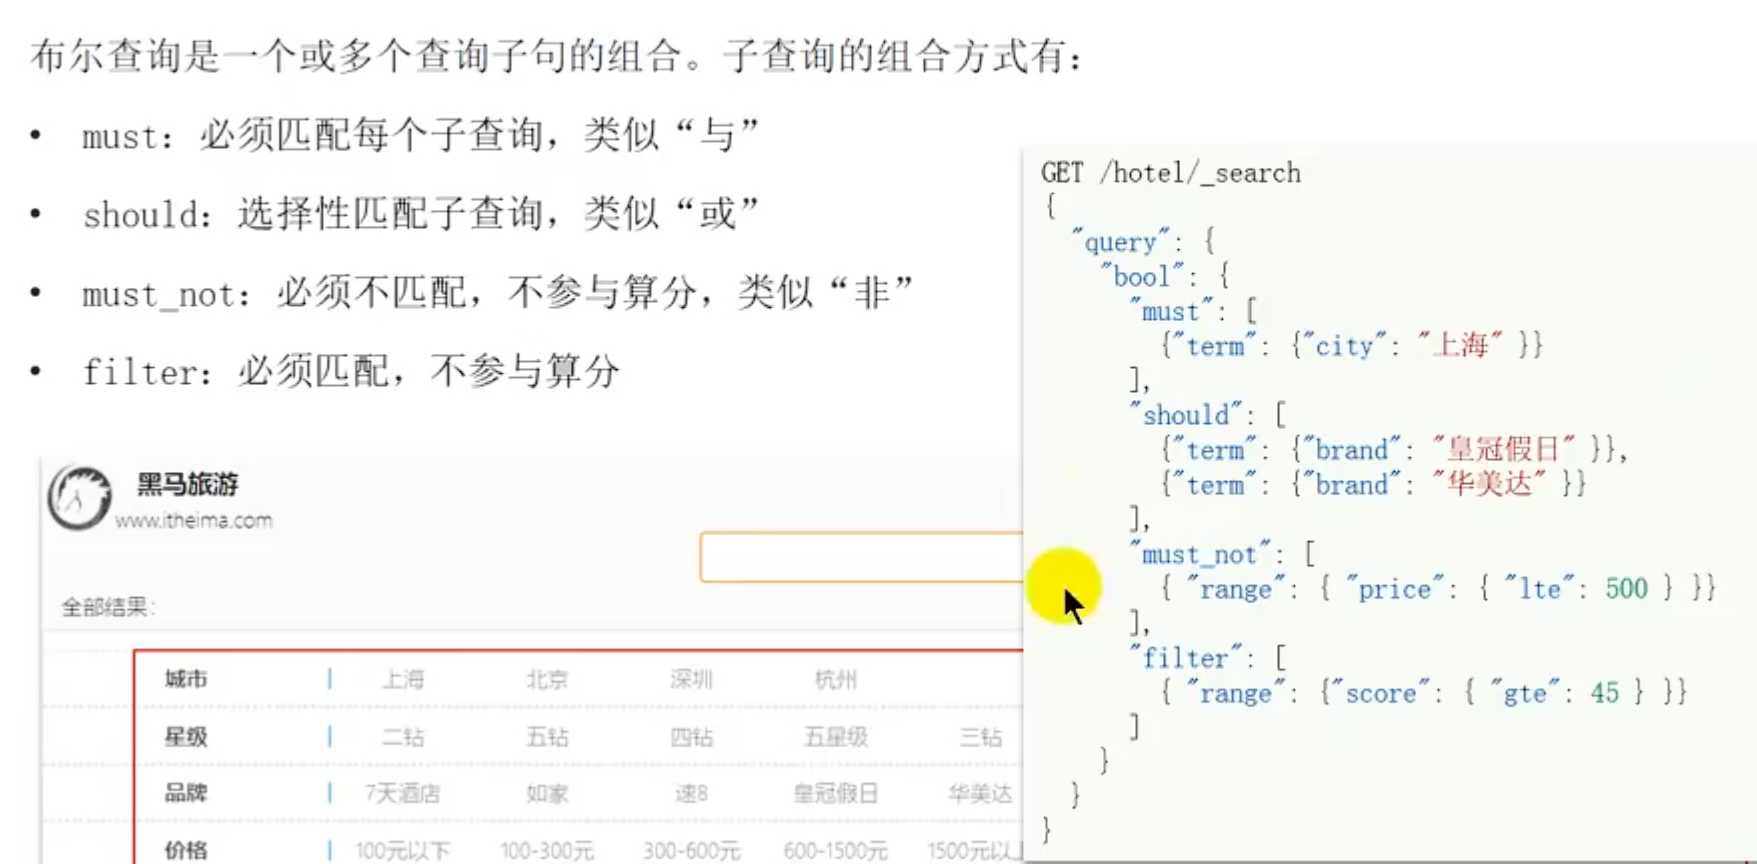 布尔查询是一个或多个查询子句的组合。子查询的组合方式有：
• must：必须匹配每个子查询，类似“与”
• should：选择性匹配子查询，类似“或”
• must_not：必须不匹配，不参与算分，类似“非”
• filter：必须匹配，不参与算分
黑马旅游
www.itheima.com
全部结果：
城市 | 上海 北京 深圳 杭州
星级 | 二钻 五钻 四钻 五星级 三钻
品牌 | 7天酒店 如家 速8 皇冠假日 华美达
价格 | 100元以下 100-300元 300-600元 600-1500元 1500元以
GET /hotel/_search
{
"query": {
"bool": {
"must": [
{"term": {"city": "上海" }}
],
"should": [
{"term": {"brand": "皇冠假日" }},
{"term": {"brand": "华美达" }}
],
"must_not": [
{ "range": { "price": { "lte": 500 } }}
],
"filter": [
{ "range": {"score": { "gte": 45 } }}
]
}
}
}